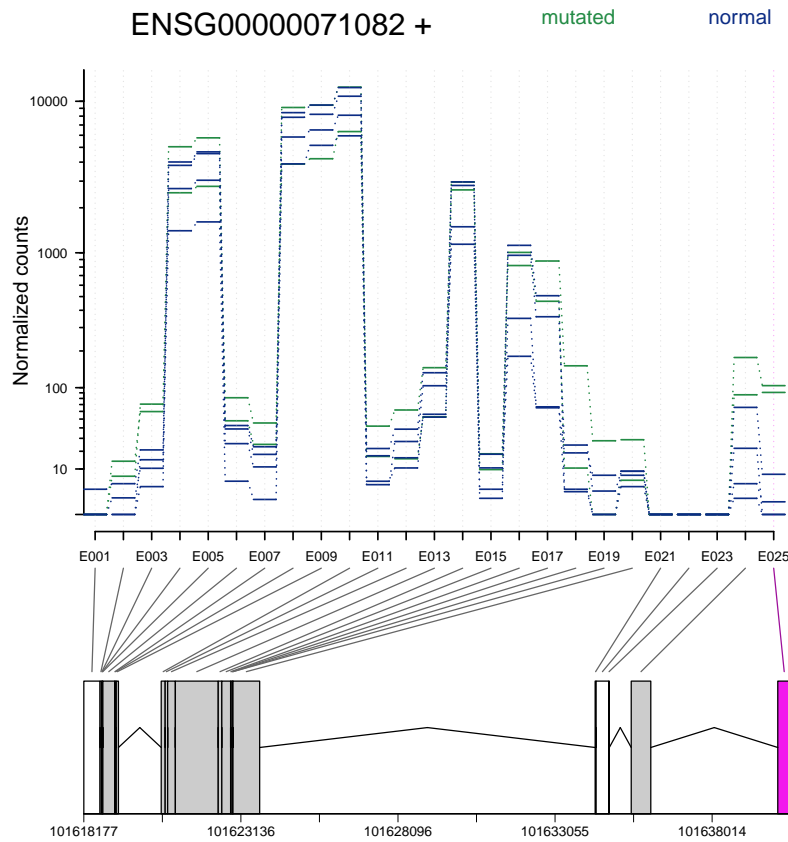 ENSG00000071082 + mutated normal
10000
1000
100
10
Normalized counts
E001 E003 E005 E007 E009 E011 E013 E015 E017 E019 E021 E023 E025
101618177 101623136 101628096 101633055 101638014